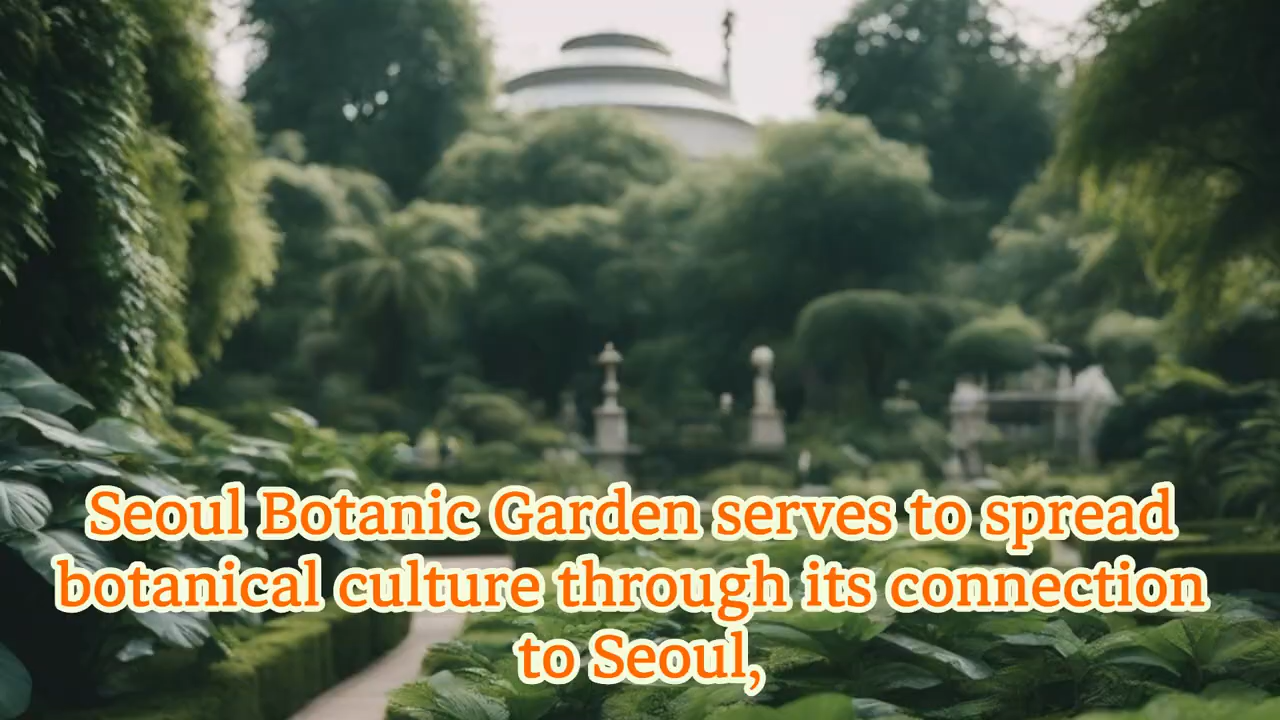 Seoul Botanic Garden serves to spread
botanical culture through its connection
to Seoul,